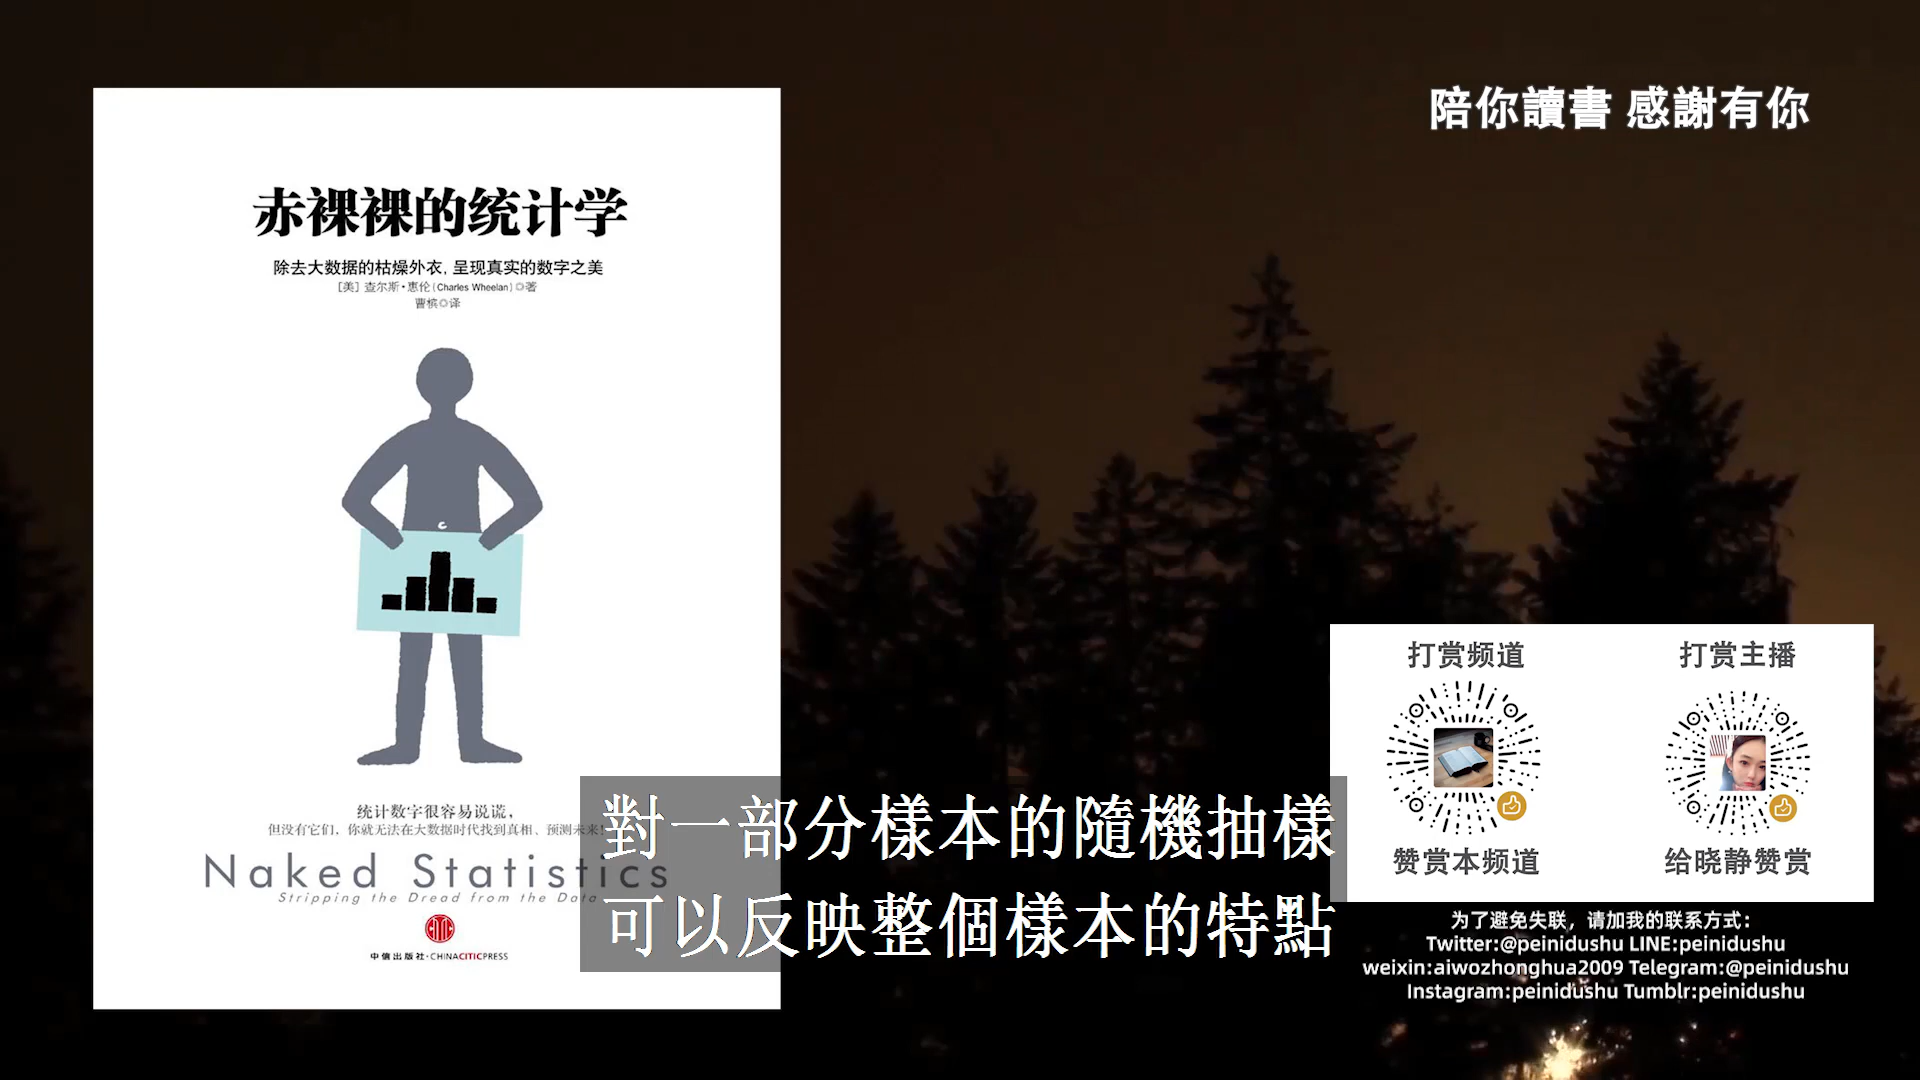 陪你讀書 感謝有你
赤裸裸的统计学
除去大数据的枯燥外衣，呈现真实的数字之美
［美］查尔斯·惠伦（Charles Wheelan）◎著
曹槟◎译
统计数字很容易说谎，
但没有它们，你就无法在大数据时代找到真相、预测未来！
Naked Statistics
Stripping the Dread from the Data
中信出版社·CHINACITICPRESS
對一部分樣本的隨機抽樣
可以反映整個樣本的特點
打赏频道
打赏主播
赞赏本频道
给晓静赞赏
为了避免失联，请加我的联系方式：
Twitter:@peinidushu LINE:peinidushu
weixin:aiwozhonghua2009 Telegram:@peinidushu
Instagram:peinidushu Tumblr:peinidushu